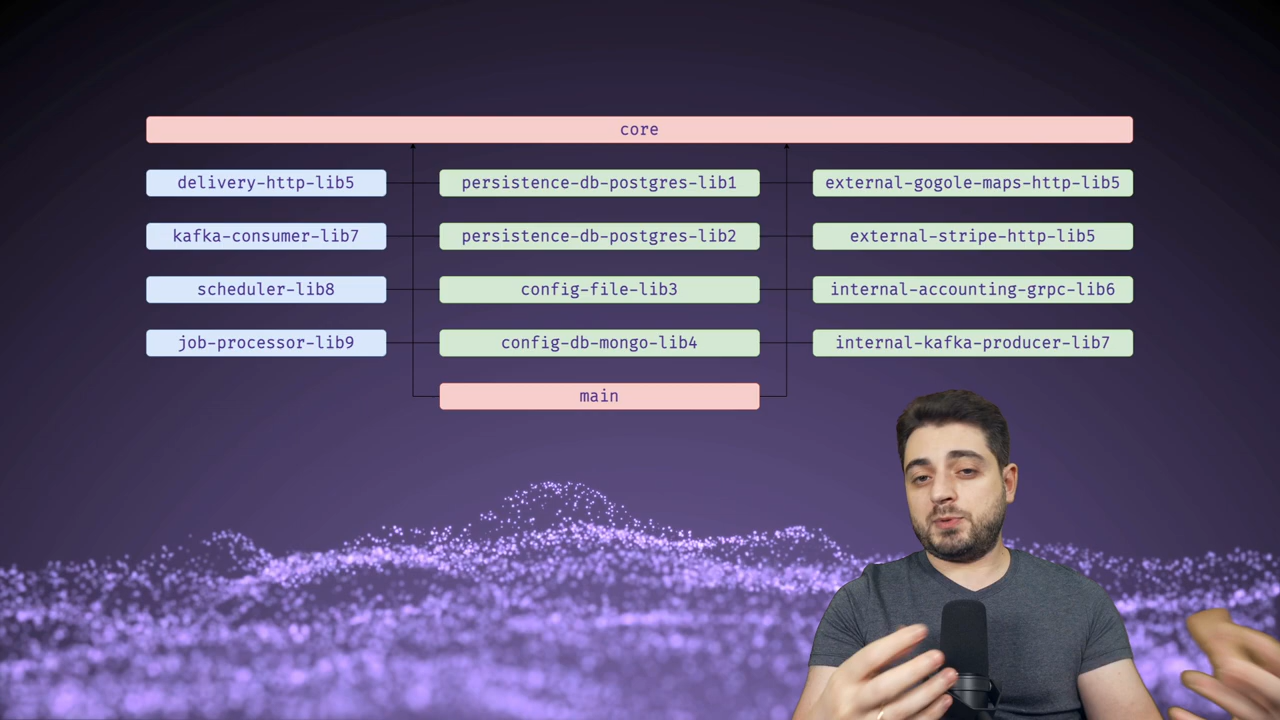 core
delivery-http-lib5
persistence-db-postgres-lib1
external-gogole-maps-http-lib5
kafka-consumer-lib7
persistence-db-postgres-lib2
external-stripe-http-lib5
scheduler-lib8
config-file-lib3
internal-accounting-grpc-lib6
job-processor-lib9
config-db-mongo-lib4
internal-kafka-producer-lib7
main